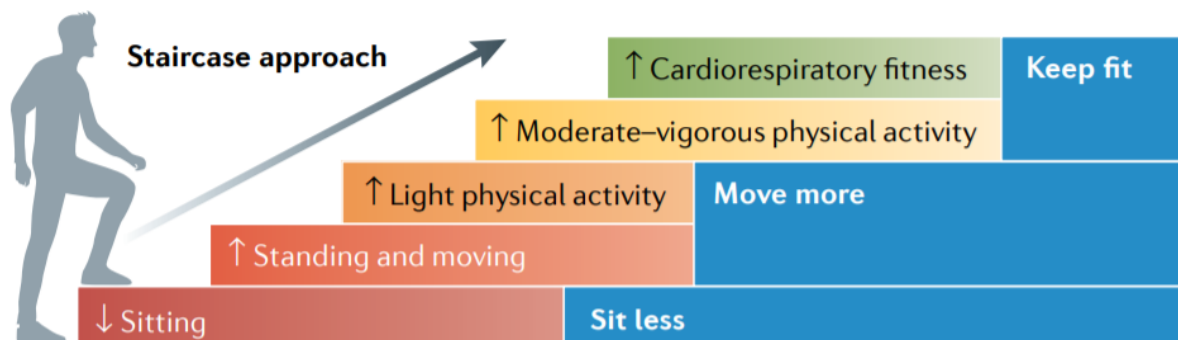 Staircase approach
↑ Cardiorespiratory fitness
Keep fit
↑ Moderate–vigorous physical activity
↑ Light physical activity
Move more
↑ Standing and moving
↓ Sitting
Sit less